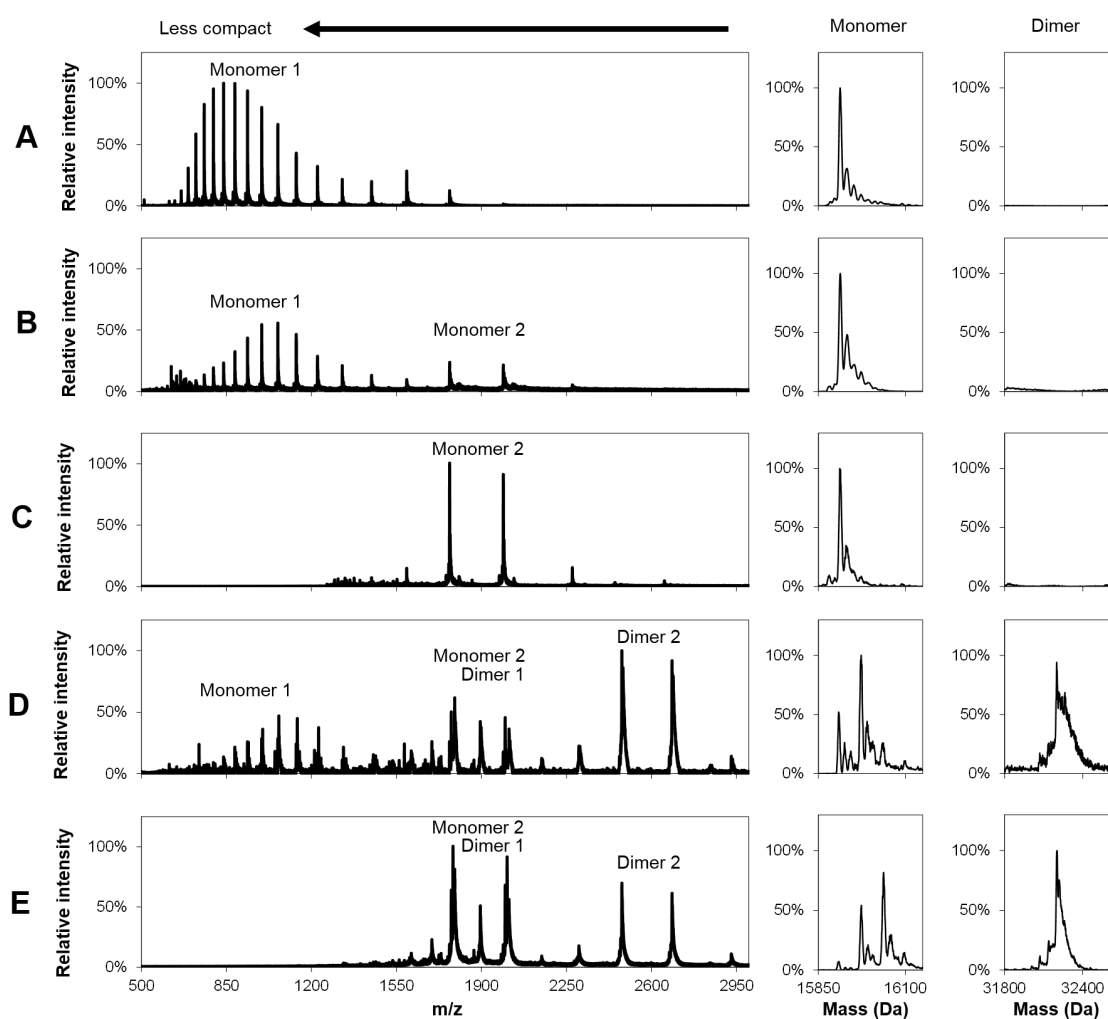 Less compact Monomer Dimer
A
Relative intensity
100%
50%
0%
Monomer 1
100%
50%
0%
100%
50%
0%
B
Relative intensity
100%
50%
0%
Monomer 1
Monomer 2
100%
50%
0%
100%
50%
0%
C
Relative intensity
100%
50%
0%
Monomer 2
100%
50%
0%
100%
50%
0%
D
Relative intensity
100%
50%
0%
Monomer 1
Monomer 2
Dimer 1
Dimer 2
100%
50%
0%
100%
50%
0%
E
Relative intensity
100%
50%
0%
Monomer 2
Dimer 1
Dimer 2
100%
50%
0%
100%
50%
0%
500 850 1200 1550 1900 2250 2600 2950
m/z
15850 16100
Mass (Da)
31800 32400
Mass (Da)